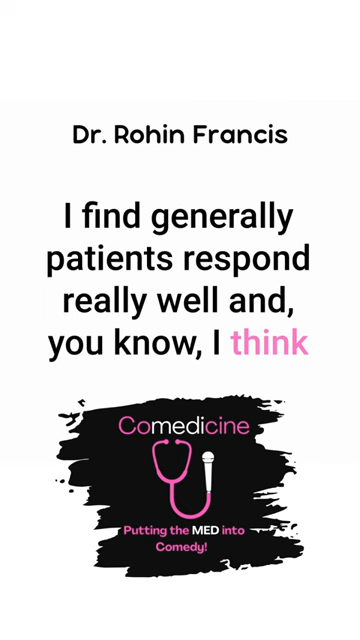 Dr. Rohin Francis
I find generally
patients respond
really well and,
you know, I think
Comedicine
Putting the MED into
Comedy!